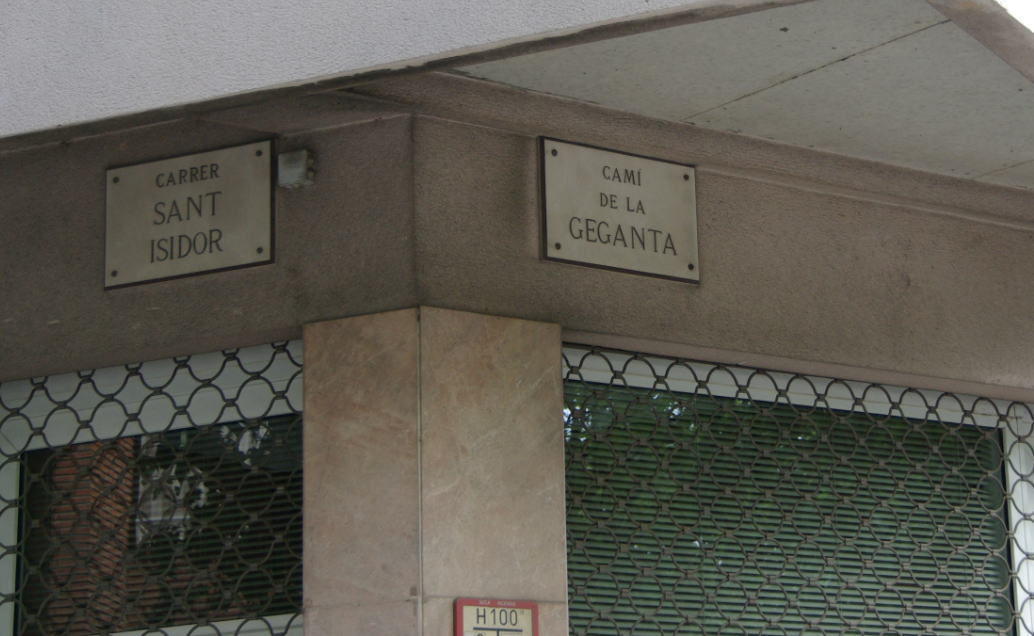 CARRER
SANT
ISIDOR
CAMÍ
DE LA
GEGANTA
H100